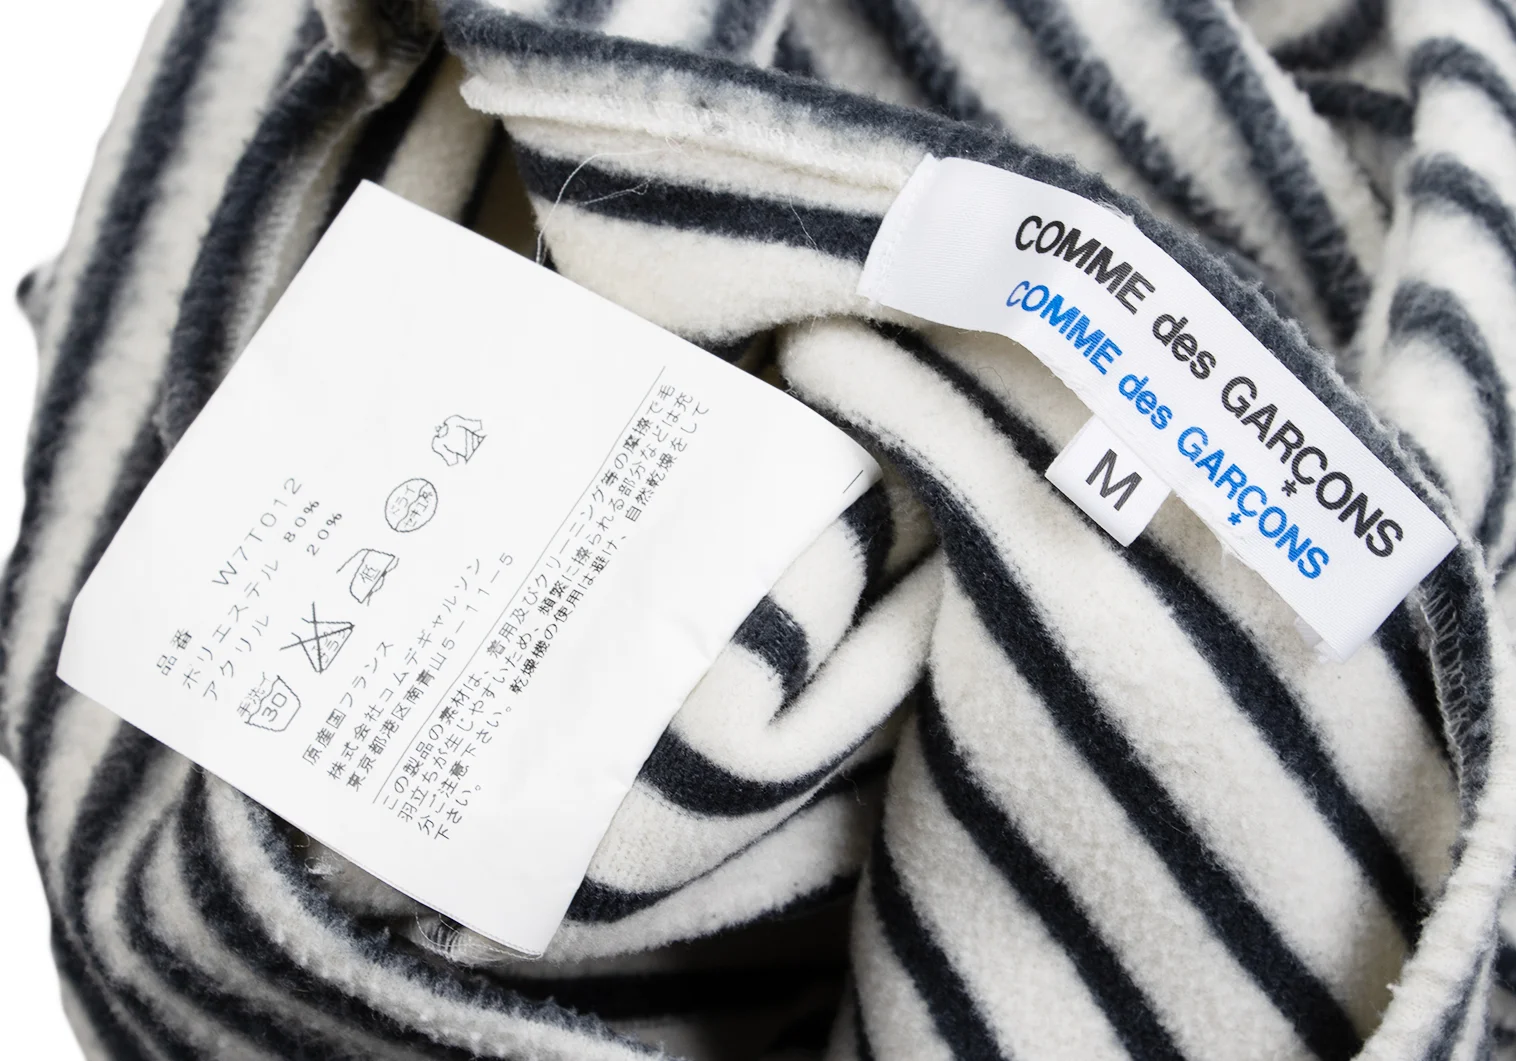 COMME des GARÇONS
COMME des GARÇONS
M
品番 W7T012
ポリエステル 80%
アクリル 20%
手洗イ
30
低
ドライ
原産国フランス
株式会社コムデギャルソン
東京都港区南青山5-11-5
この製品の素材は、着用及びクリーニング等の摩擦で毛
羽立ちが生じやすいため、頻繁に擦られる部分などは充
分ご注意下さい。乾燥機の使用は避け、自然乾燥をして
下さい。